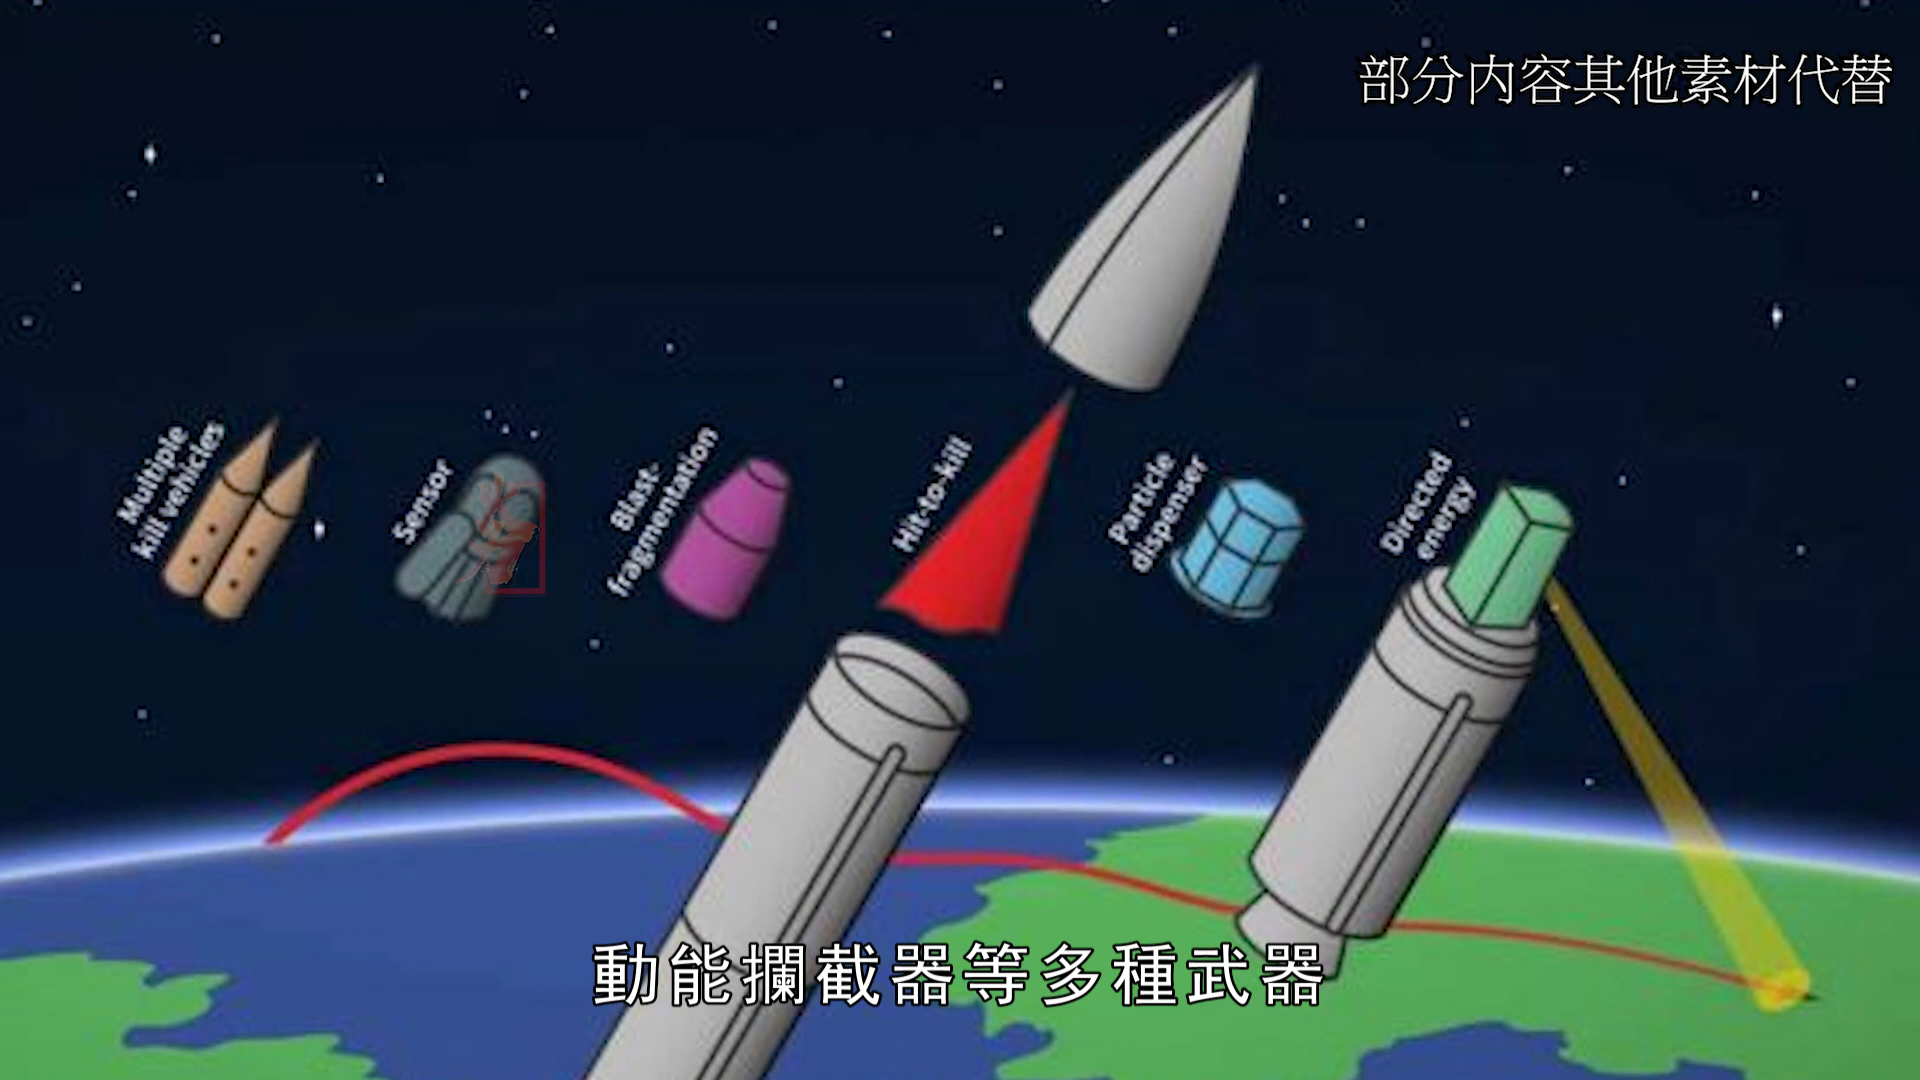 部分内容其他素材代替
Multiple
kill vehicles
Sensor
Blast-
fragmentation
Hit-to-kill
Particle
dispenser
Directed
energy
動能攔截器等多種武器